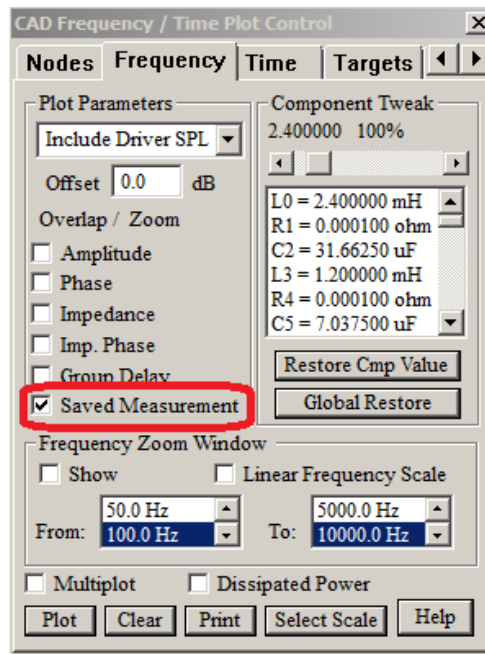 CAD Frequency / Time Plot Control
Nodes Frequency Time Targets
Plot Parameters
Include Driver SPL
Offset 0.0 dB
Overlap / Zoom
Amplitude
Phase
Impedance
Imp. Phase
Group Delay
Saved Measurement
Component Tweak
2.400000 100%
L0 = 2.400000 mH
R1 = 0.000100 ohm
C2 = 31.66250 uF
L3 = 1.200000 mH
R4 = 0.000100 ohm
C5 = 7.037500 uF
Restore Cmp Value
Global Restore
Frequency Zoom Window
Show Linear Frequency Scale
50.0 Hz 5000.0 Hz
From: 100.0 Hz To: 10000.0 Hz
Multiplot Dissipated Power
Plot Clear Print Select Scale Help